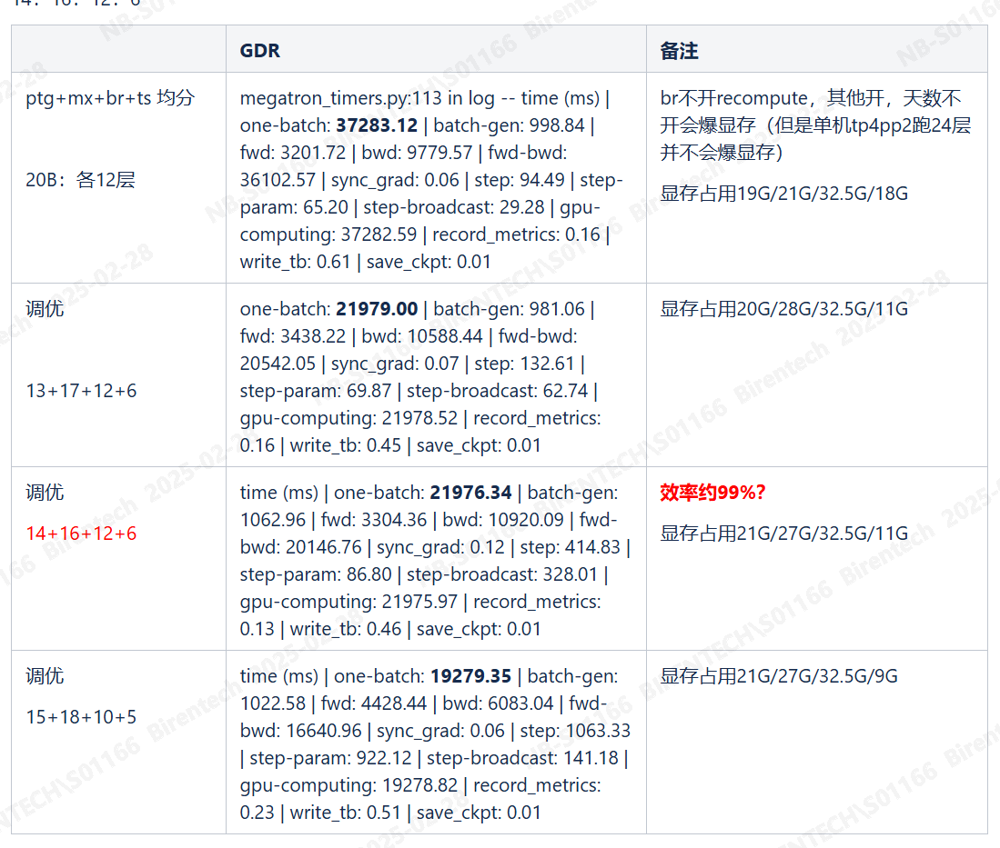 14：16：12：6
GDR
备注
ptg+mx+br+ts 均分
20B：各12层
megatron_timers.py:113 in log -- time (ms) |
one-batch: 37283.12 | batch-gen: 998.84 |
fwd: 3201.72 | bwd: 9779.57 | fwd-bwd:
36102.57 | sync_grad: 0.06 | step: 94.49 | step-
param: 65.20 | step-broadcast: 29.28 | gpu-
computing: 37282.59 | record_metrics: 0.16 |
write_tb: 0.61 | save_ckpt: 0.01
br不开recompute，其他开，天数不
开会爆显存（但是单机tp4pp2跑24层
并不会爆显存）
显存占用19G/21G/32.5G/18G
调优
13+17+12+6
one-batch: 21979.00 | batch-gen: 981.06 |
fwd: 3438.22 | bwd: 10588.44 | fwd-bwd:
20542.05 | sync_grad: 0.07 | step: 132.61 |
step-param: 69.87 | step-broadcast: 62.74 |
gpu-computing: 21978.52 | record_metrics:
0.16 | write_tb: 0.45 | save_ckpt: 0.01
显存占用20G/28G/32.5G/11G
调优
14+16+12+6
time (ms) | one-batch: 21976.34 | batch-gen:
1062.96 | fwd: 3304.36 | bwd: 10920.09 | fwd-
bwd: 20146.76 | sync_grad: 0.12 | step: 414.83 |
step-param: 86.80 | step-broadcast: 328.01 |
gpu-computing: 21975.97 | record_metrics:
0.13 | write_tb: 0.46 | save_ckpt: 0.01
效率约99%?
显存占用21G/27G/32.5G/11G
调优
15+18+10+5
time (ms) | one-batch: 19279.35 | batch-gen:
1022.58 | fwd: 4428.44 | bwd: 6083.04 | fwd-
bwd: 16640.96 | sync_grad: 0.06 | step: 1063.33
| step-param: 922.12 | step-broadcast: 141.18 |
gpu-computing: 19278.82 | record_metrics:
0.23 | write_tb: 0.51 | save_ckpt: 0.01
显存占用21G/27G/32.5G/9G
BIRENTECH\NB-S01166 Birentech 2025-02-28